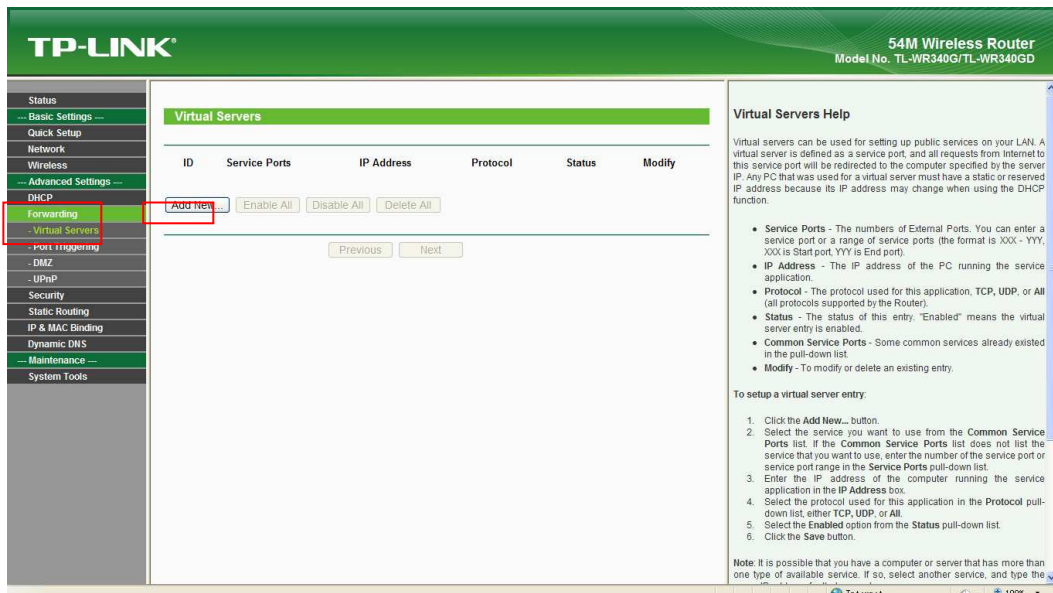 TP-LINK®
54M Wireless Router
Model No. TL-WR340G/TL-WR340GD
Status
--- Basic Settings ---
Quick Setup
Network
Wireless
--- Advanced Settings ---
DHCP
Forwarding
- Virtual Servers
- Port Triggering
- DMZ
- UPnP
Security
Static Routing
IP & MAC Binding
Dynamic DNS
--- Maintenance ---
System Tools
Virtual Servers
ID Service Ports IP Address Protocol Status Modify
Add New... Enable All Disable All Delete All
Previous Next
Virtual Servers Help
Virtual servers can be used for setting up public services on your LAN. A
virtual server is defined as a service port, and all requests from Internet to
this service port will be redirected to the computer specified by the server
IP. Any PC that was used for a virtual server must have a static or reserved
IP address because its IP address may change when using the DHCP
function.
• Service Ports - The numbers of External Ports. You can enter a
service port or a range of service ports (the format is XXX - YYY,
XXX is Start port, YYY is End port).
• IP Address - The IP address of the PC running the service
application.
• Protocol - The protocol used for this application, TCP, UDP, or All
(all protocols supported by the Router).
• Status - The status of this entry. "Enabled" means the virtual
server entry is enabled.
• Common Service Ports - Some common services already existed
in the pull-down list.
• Modify - To modify or delete an existing entry.
To setup a virtual server entry:
1. Click the Add New... button.
2. Select the service you want to use from the Common Service
Ports list. If the Common Service Ports list does not list the
service that you want to use, enter the number of the service port or
service port range in the Service Ports pull-down list.
3. Enter the IP address of the computer running the service
application in the IP Address box.
4. Select the protocol used for this application in the Protocol pull-
down list, either TCP, UDP, or All.
5. Select the Enabled option from the Status pull-down list.
6. Click the Save button.
Note: It is possible that you have a computer or server that has more than
one type of available service. If so, select another service, and type the
100%